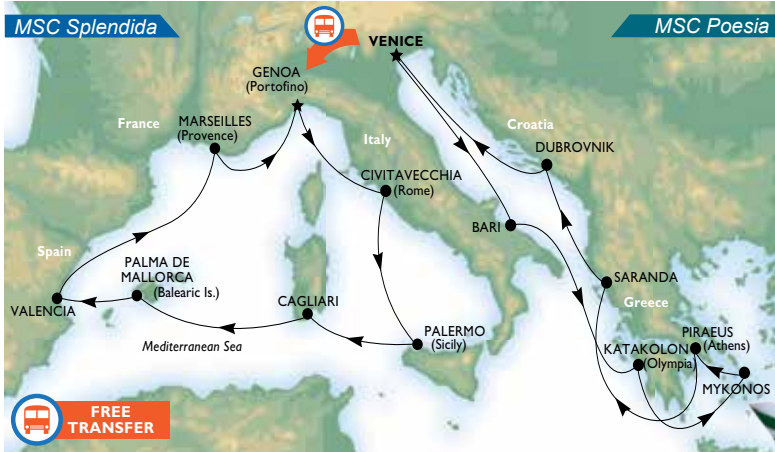 MSC Splendida
MSC Poesia
VENICE
GENOA
(Portofino)
MARSEILLES
(Provence)
France
Italy
Croatia
DUBROVNIK
CIVITAVECCHIA
(Rome)
BARI
Spain
PALMA DE
MALLORCA
(Balearic Is.)
VALENCIA
CAGLIARI
SARANDA
Greece
Mediterranean Sea
PALERMO
(Sicily)
KATAKOLON
(Olympia)
PIRAEUS
(Athens)
MYKONOS
FREE
TRANSFER